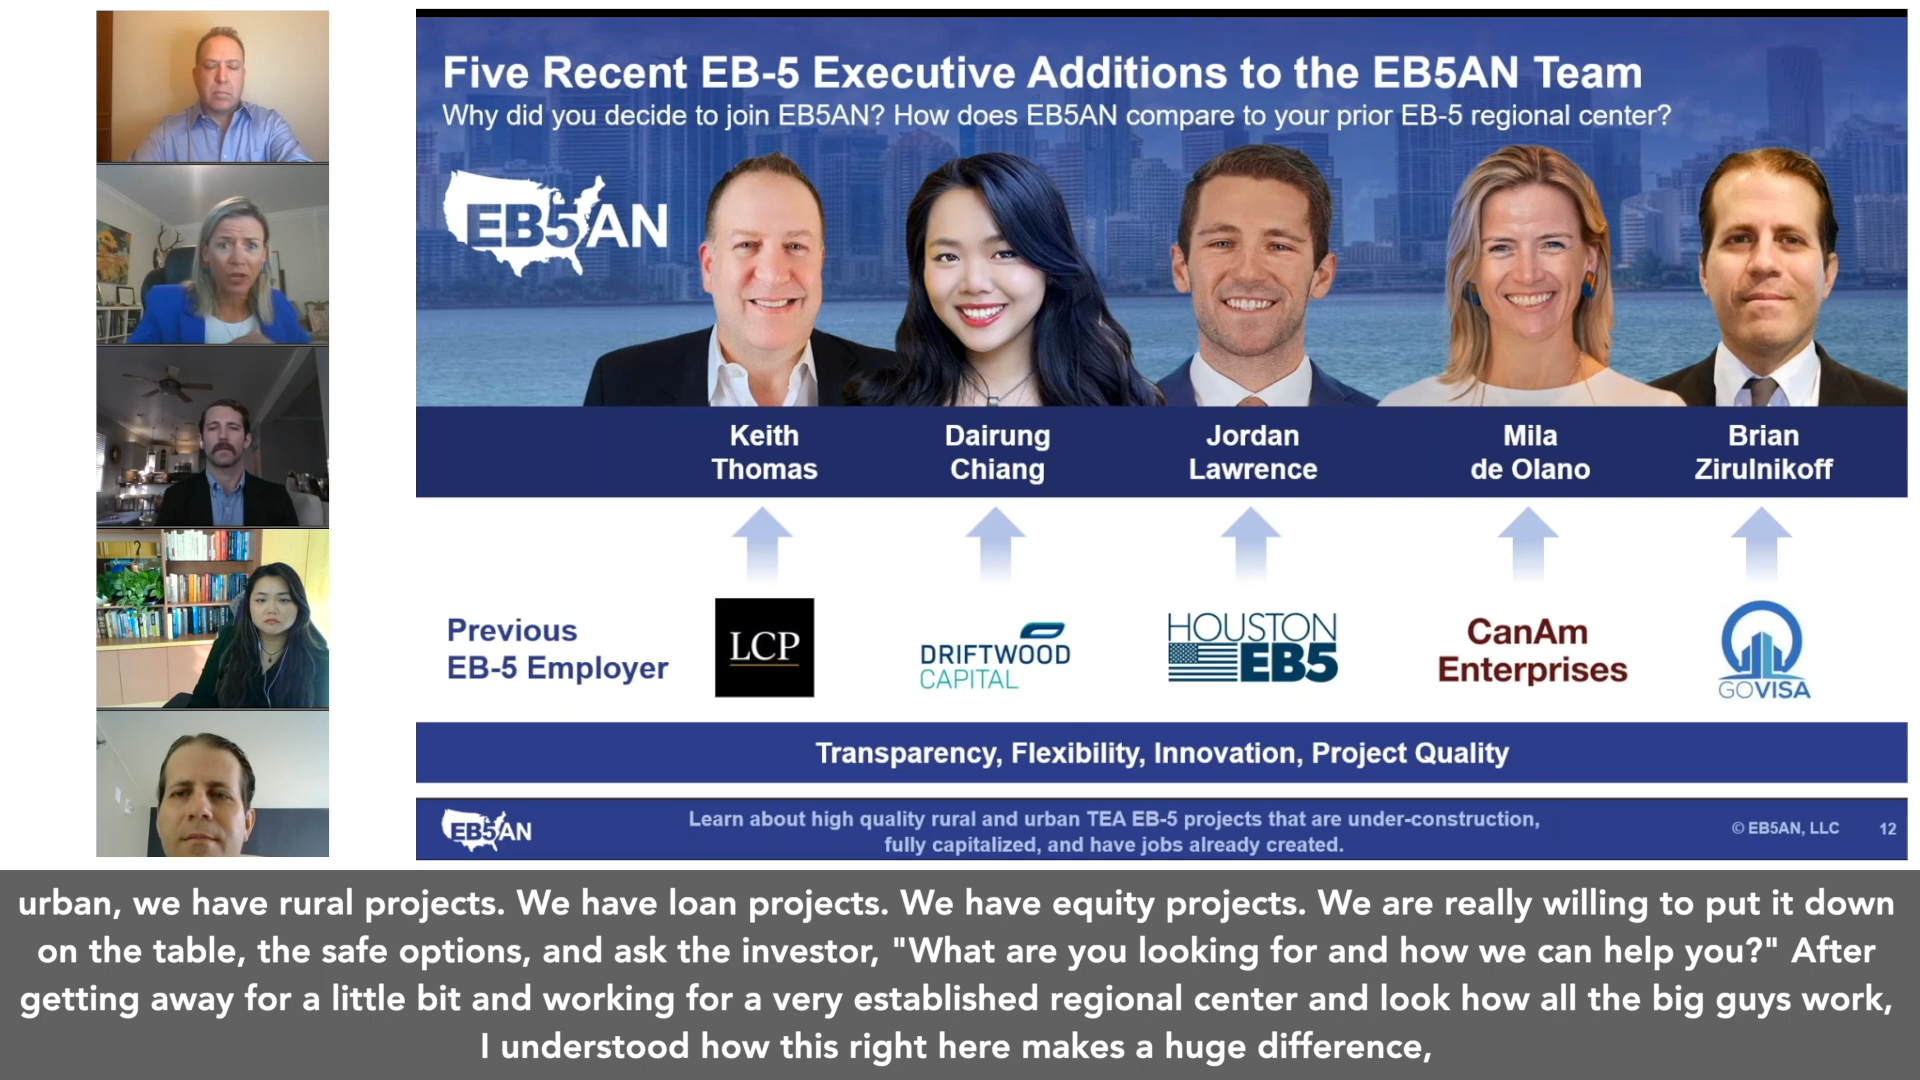 Five Recent EB-5 Executive Additions to the EB5AN Team
Why did you decide to join EB5AN? How does EB5AN compare to your prior EB-5 regional center?
EB5AN
Keith
Thomas
Dairung
Chiang
Jordan
Lawrence
Mila
de Olano
Brian
Zirulnikoff
Previous
EB-5 Employer
LCP
DRIFTWOOD
CAPITAL
HOUSTON
EB5
CanAm
Enterprises
GOVISA
Transparency, Flexibility, Innovation, Project Quality
EB5AN
Learn about high quality rural and urban TEA EB-5 projects that are under-construction,
fully capitalized, and have jobs already created.
© EB5AN, LLC 12
urban, we have rural projects. We have loan projects. We have equity projects. We are really willing to put it down
on the table, the safe options, and ask the investor, "What are you looking for and how we can help you?" After
getting away for a little bit and working for a very established regional center and look how all the big guys work,
I understood how this right here makes a huge difference,